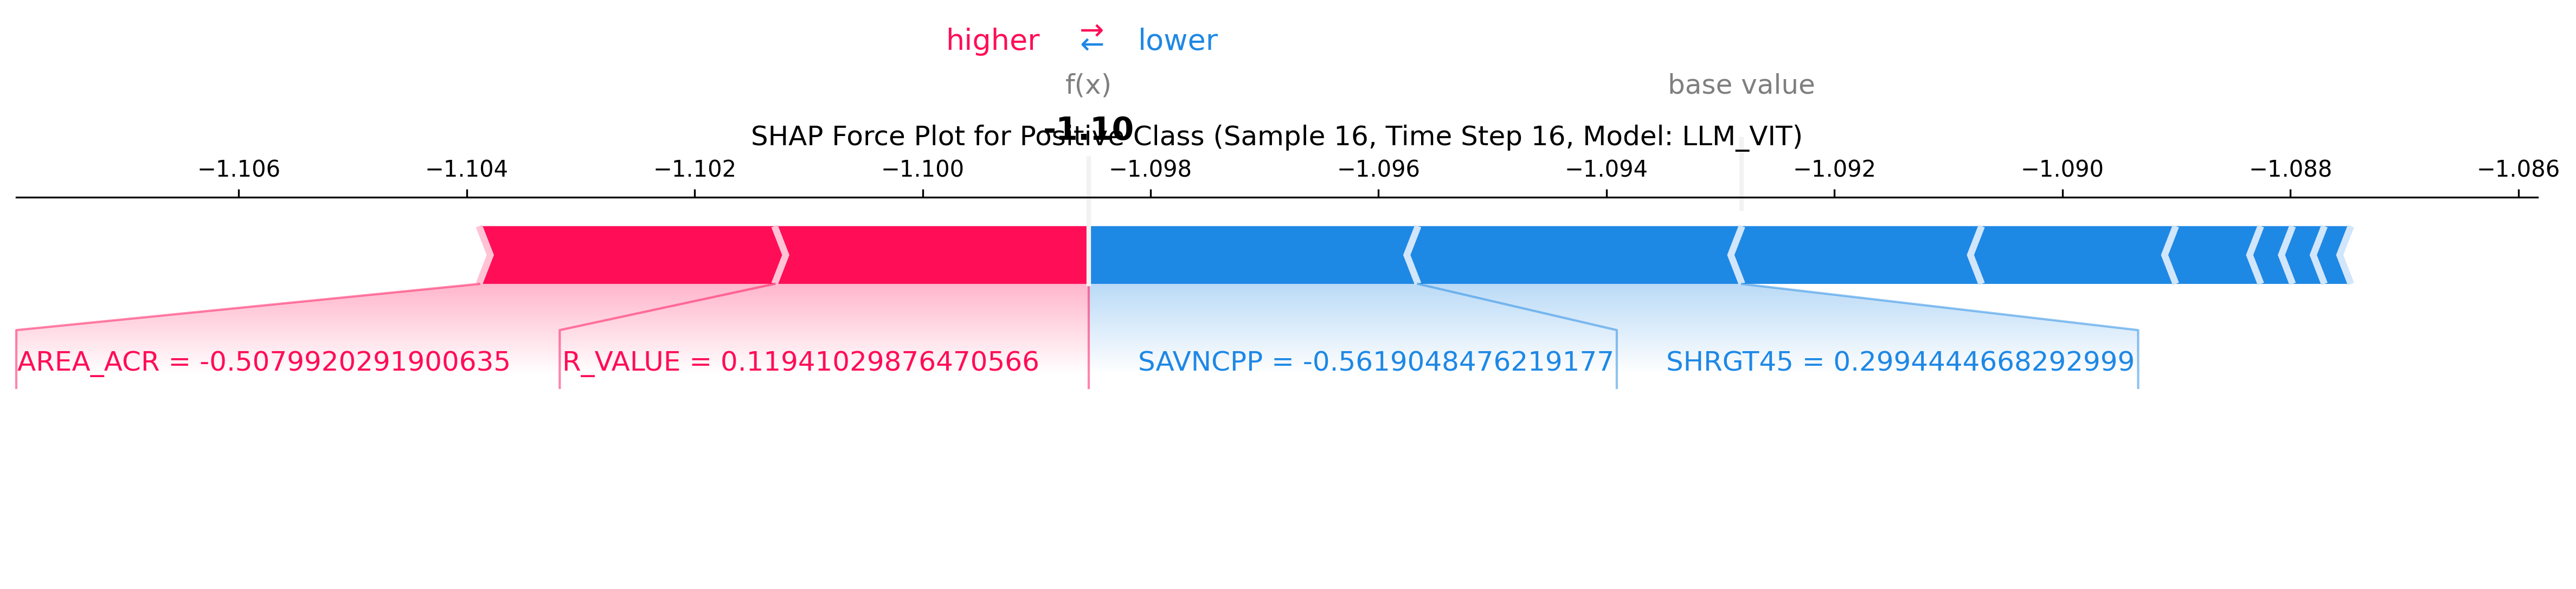 higher ⇄ lower
f(x) base value
-1.10
SHAP Force Plot for Positive Class (Sample 16, Time Step 16, Model: LLM_VIT)
−1.106 −1.104 −1.102 −1.100 −1.098 −1.096 −1.094 −1.092 −1.090 −1.088 −1.086
AREA_ACR = -0.5079920291900635 R_VALUE = 0.11941029876470566 SAVNCPP = -0.5619048476219177 SHRGT45 = 0.2994444668292999